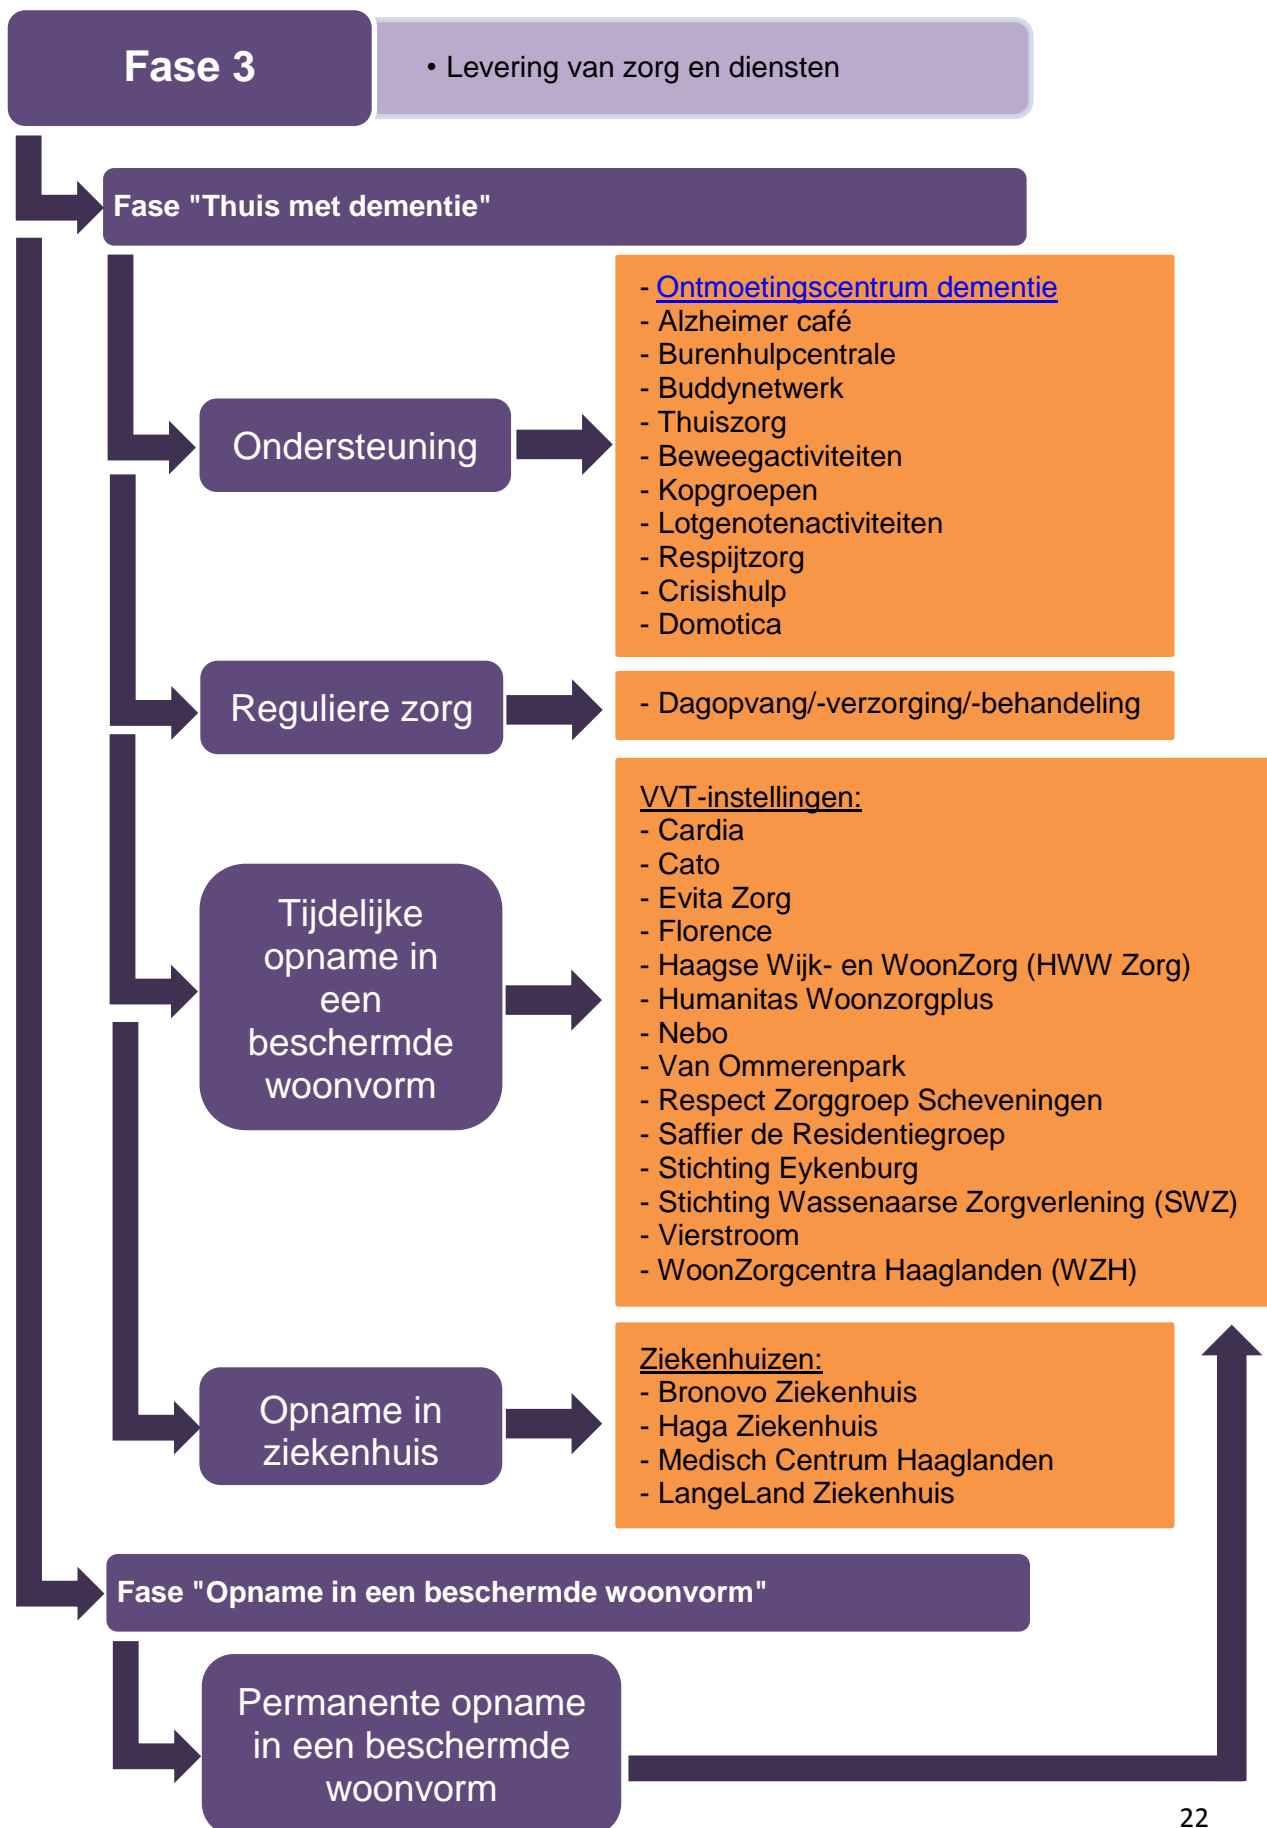 Fase 3
• Levering van zorg en diensten
Fase "Thuis met dementie"
Ondersteuning
- Ontmoetingscentrum dementie
- Alzheimer café
- Burenhulpcentrale
- Buddynetwerk
- Thuiszorg
- Beweegactiviteiten
- Kopgroepen
- Lotgenotenactiviteiten
- Respijtzorg
- Crisishulp
- Domotica
Reguliere zorg
- Dagopvang/-verzorging/-behandeling
Tijdelijke
opname in
een
beschermde
woonvorm
VVT-instellingen:
- Cardia
- Cato
- Evita Zorg
- Florence
- Haagse Wijk- en WoonZorg (HWW Zorg)
- Humanitas Woonzorgplus
- Nebo
- Van Ommerenpark
- Respect Zorggroep Scheveningen
- Saffier de Residentiegroep
- Stichting Eykenburg
- Stichting Wassenaarse Zorgverlening (SWZ)
- Vierstroom
- WoonZorgcentra Haaglanden (WZH)
Opname in
ziekenhuis
Ziekenhuizen:
- Bronovo Ziekenhuis
- Haga Ziekenhuis
- Medisch Centrum Haaglanden
- LangeLand Ziekenhuis
Fase "Opname in een beschermde woonvorm"
Permanente opname
in een beschermde
woonvorm
22